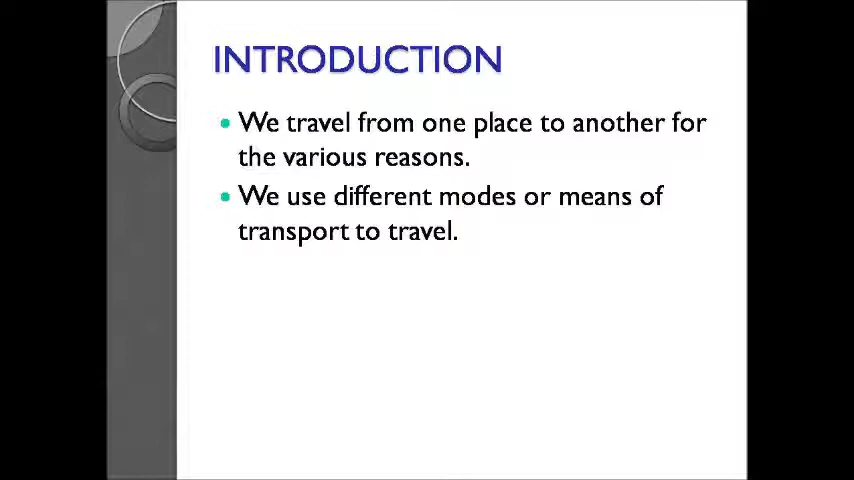 INTRODUCTION
We travel from one place to another for
the various reasons.
We use different modes or means of
transport to travel.